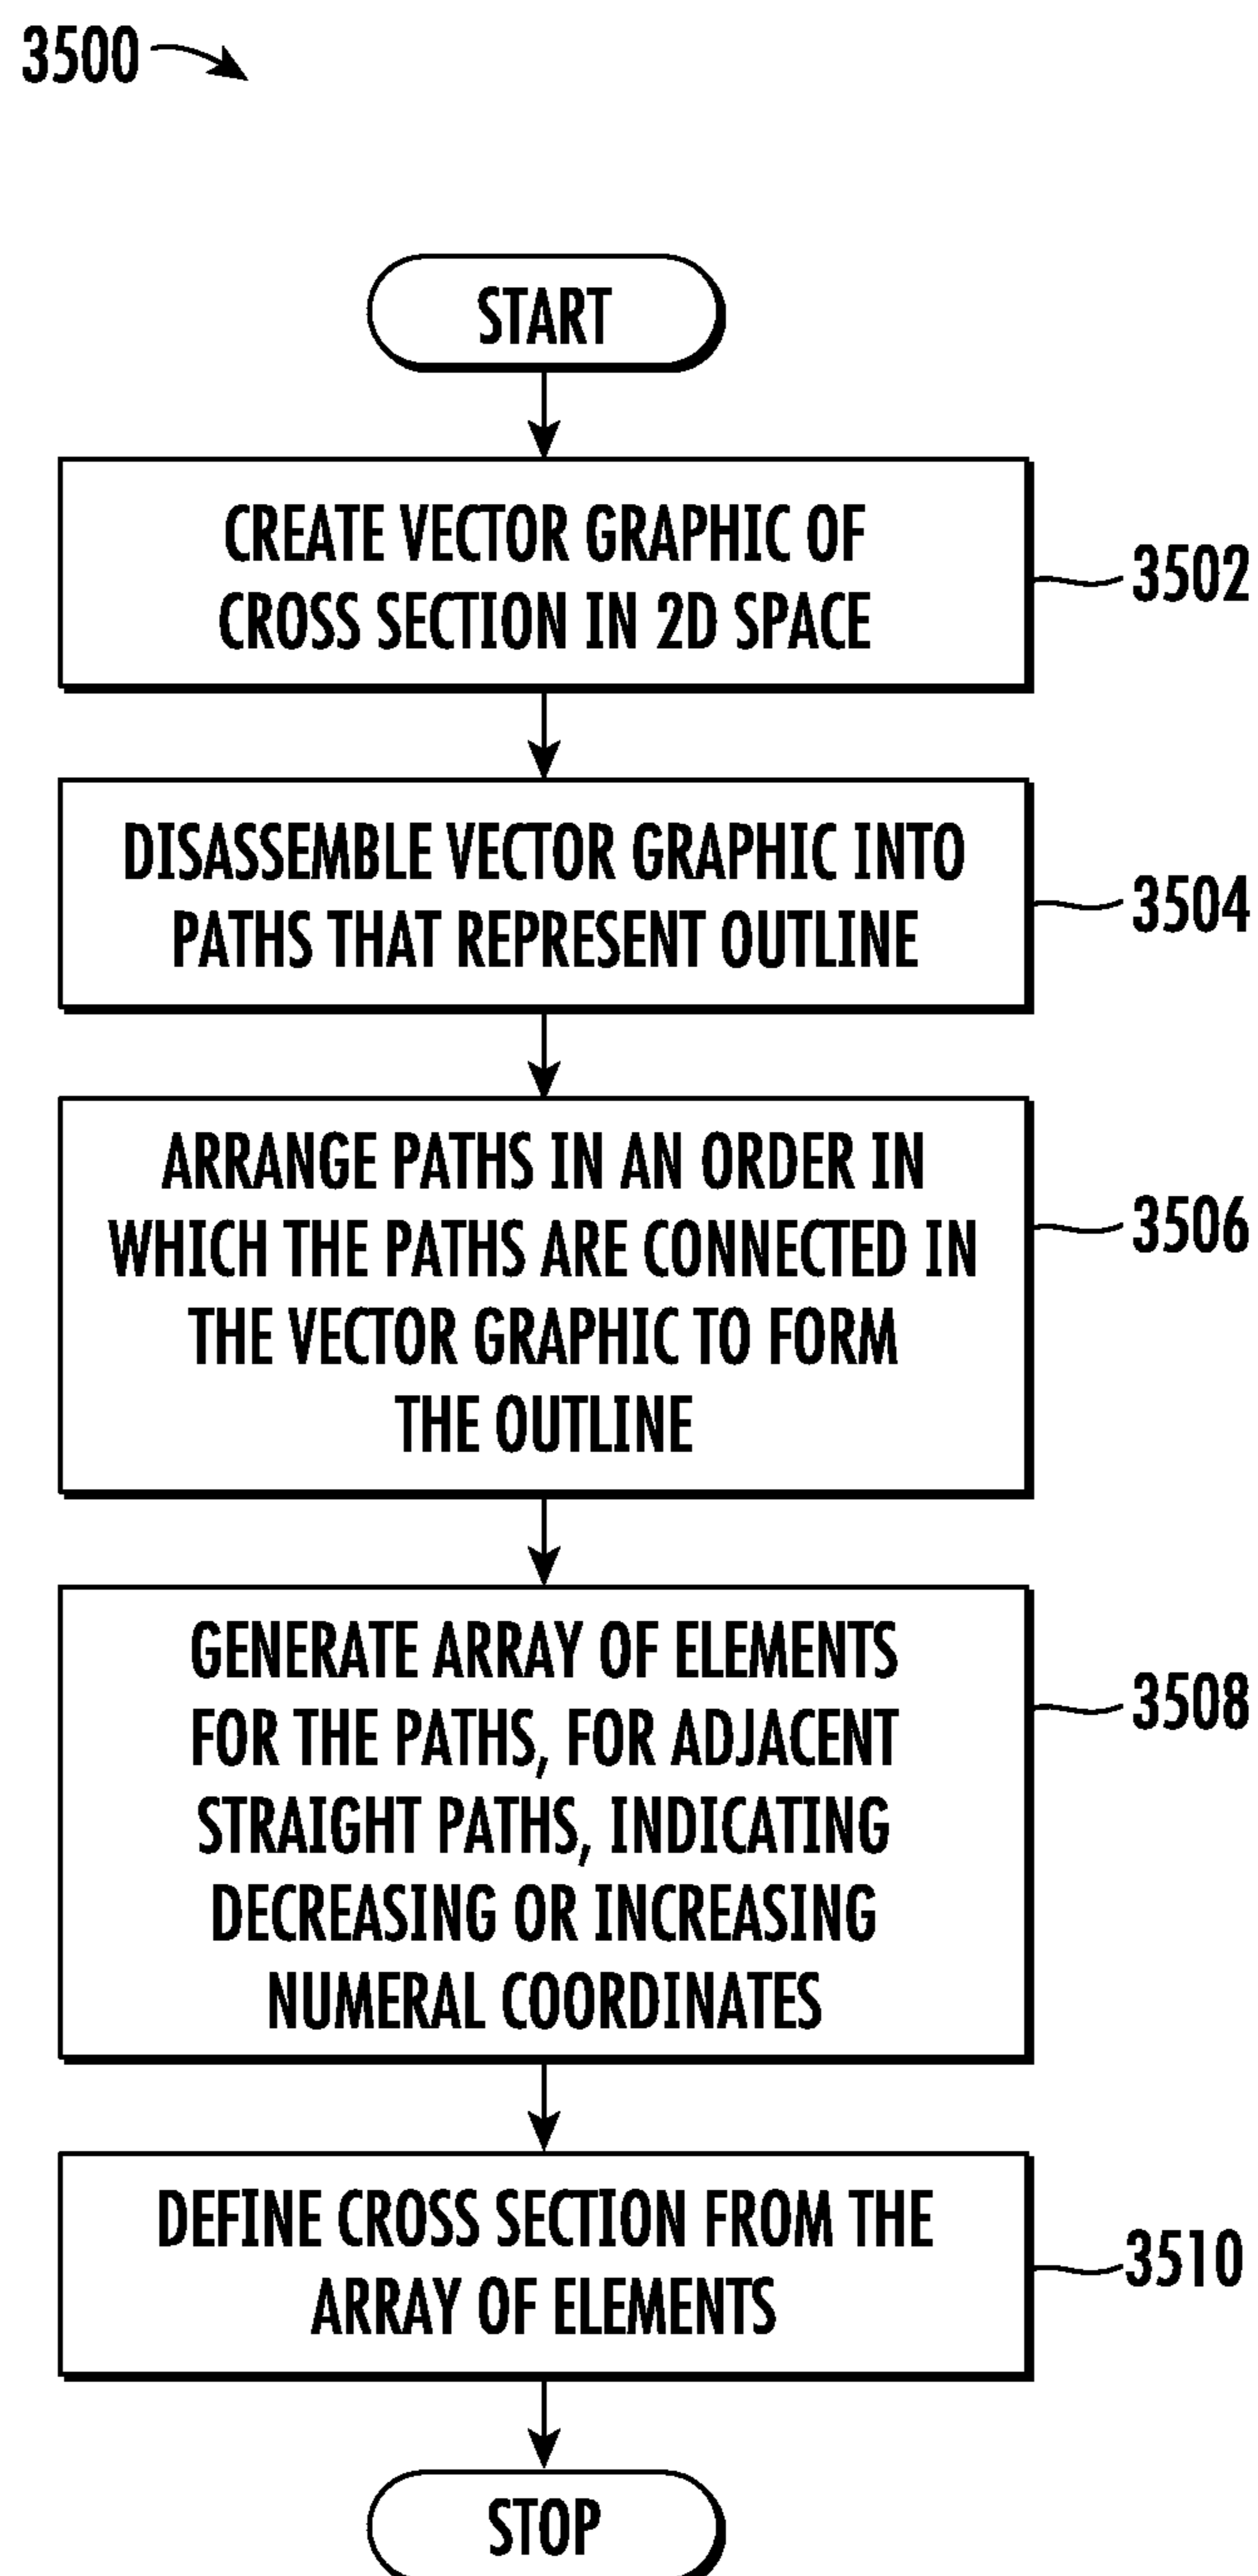 3500
START
CREATE VECTOR GRAPHIC OF
CROSS SECTION IN 2D SPACE
3502
DISASSEMBLE VECTOR GRAPHIC INTO
PATHS THAT REPRESENT OUTLINE
3504
ARRANGE PATHS IN AN ORDER IN
WHICH THE PATHS ARE CONNECTED IN
THE VECTOR GRAPHIC TO FORM
THE OUTLINE
3506
GENERATE ARRAY OF ELEMENTS
FOR THE PATHS, FOR ADJACENT
STRAIGHT PATHS, INDICATING
DECREASING OR INCREASING
NUMERAL COORDINATES
3508
DEFINE CROSS SECTION FROM THE
ARRAY OF ELEMENTS
3510
STOP